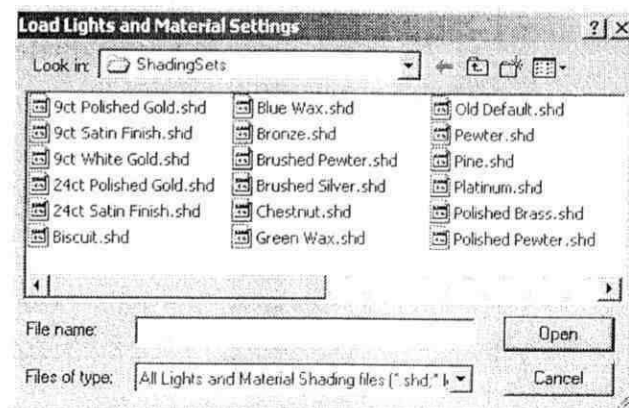 Load Lights and Material Settings
Look in: ShadingSets
9ct Polished Gold.shd
9ct Satin Finish.shd
9ct White Gold.shd
24ct Polished Gold.shd
24ct Satin Finish.shd
Biscuit.shd
Blue Wax.shd
Bronze.shd
Brushed Pewter.shd
Brushed Silver.shd
Chestnut.shd
Green Wax.shd
Old Default.shd
Pewter.shd
Pine.shd
Platinum.shd
Polished Brass.shd
Polished Pewter.shd
File name:
Open
Files of type: All Lights and Material Shading files (*.shd;*
Cancel